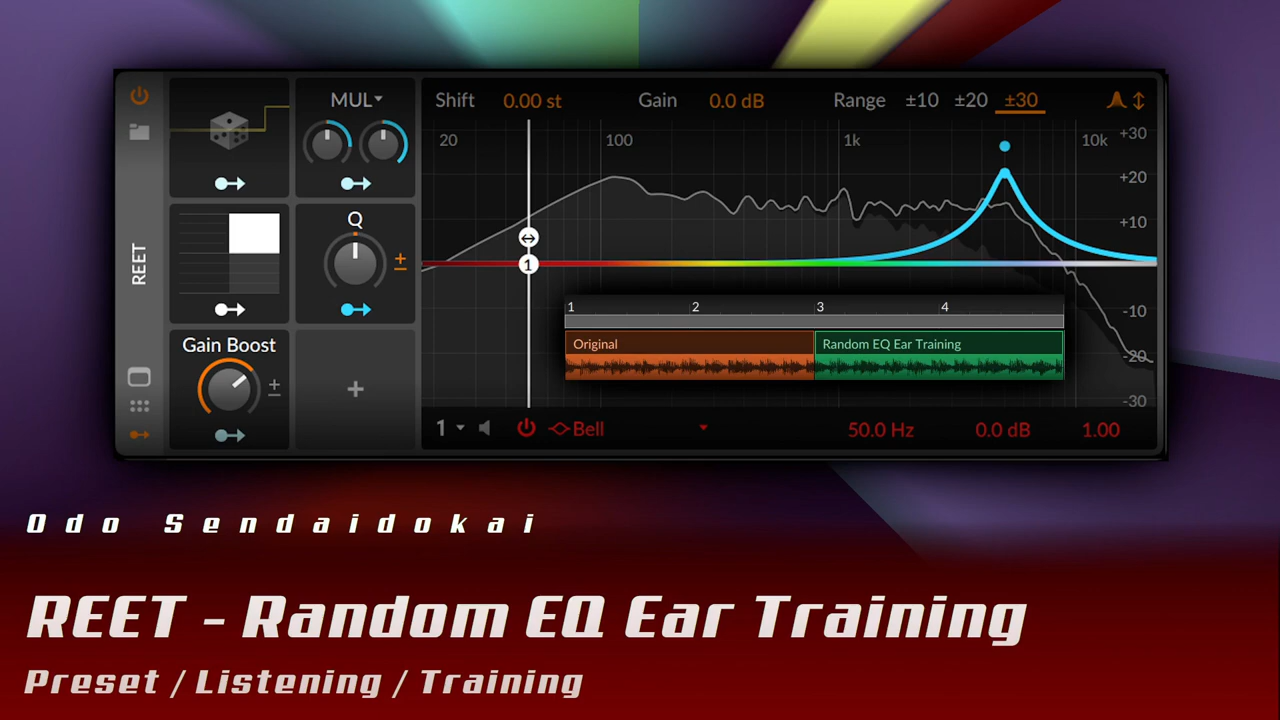 MUL
Shift 0.00 st Gain 0.0 dB Range ±10 ±20 ±30
20 100 1k 10k +30
+20
+10
-10
-20
-30
REET
Q
±
Gain Boost
±
+
1
1 2 3 4
Original Random EQ Ear Training
1 Bell 50.0 Hz 0.0 dB 1.00
Odo Sendaidokai
REET - Random EQ Ear Training
Preset / Listening / Training